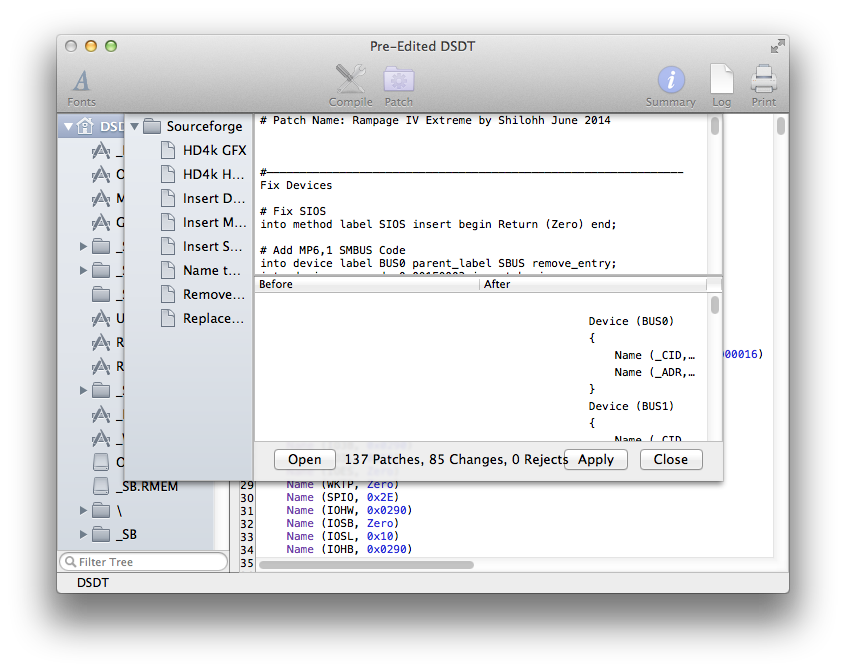 Pre-Edited DSDT
A
Fonts
Compile
Patch
i
Summary
Log
Print
DSD
Sourceforge
HD4k GFX
HD4k H...
Insert D...
Insert M...
Insert S...
Name t...
Remove...
Replace...
# Patch Name: Rampage IV Extreme by Shilohh June 2014
Fix Devices
# Fix SIOS
into method label SIOS insert begin Return (Zero) end;
# Add MP6,1 SMBUS Code
into device label BUS0 parent_label SBUS remove_entry;
Before
After
Device (BUS0)
{
Name (_CID,…
Name (_ADR,…
}
Device (BUS1)
{
Name (_CID
00016)
Open
137 Patches, 85 Changes, 0 Rejects
Apply
Close
_SB.RMEM
\
_SB
29 Name (WKTP, Zero)
30 Name (SPIO, 0x2E)
31 Name (IOHW, 0x0290)
32 Name (IOSB, Zero)
33 Name (IOSL, 0x10)
34 Name (IOHB, 0x0290)
35
Filter Tree
DSDT